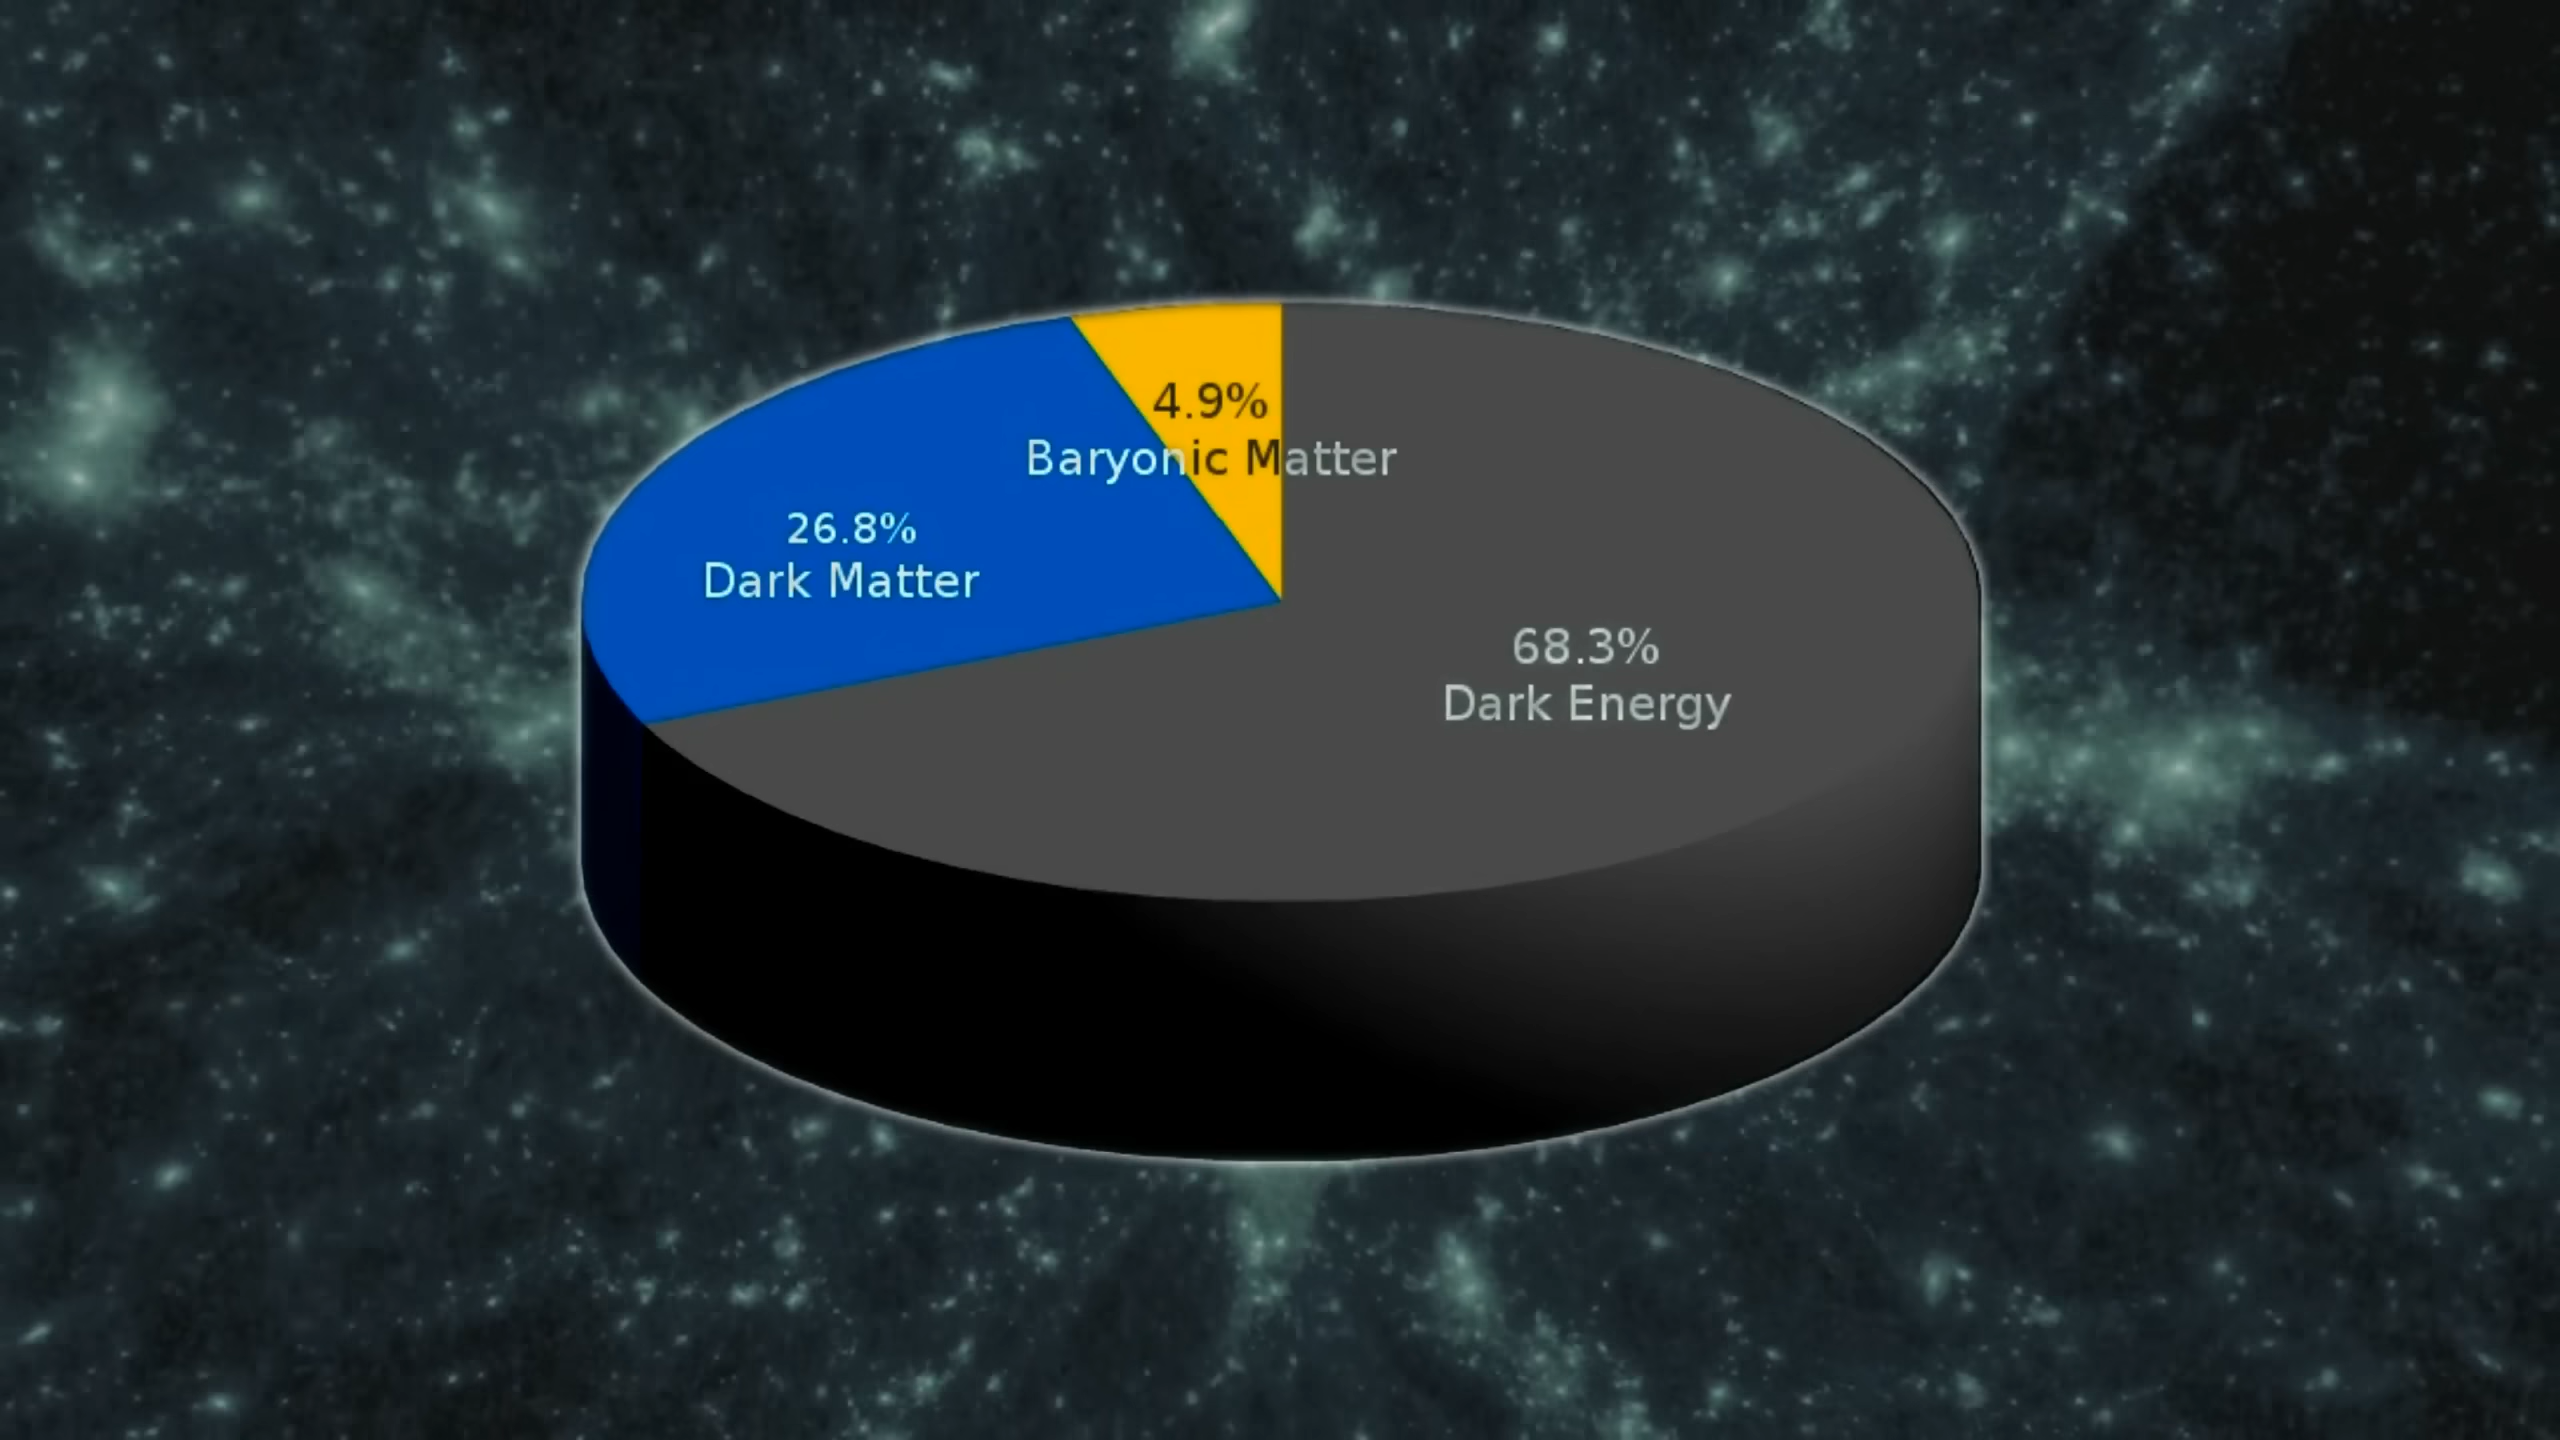 4.9%
Baryonic Matter
26.8%
Dark Matter
68.3%
Dark Energy